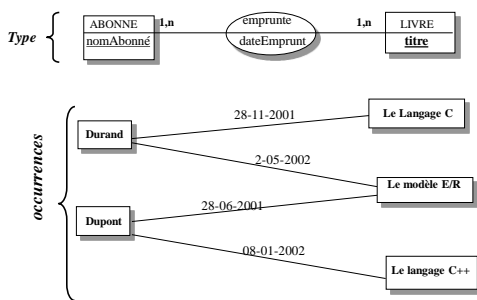 Type
ABONNE
nomAbonné
1,n
emprunte
dateEmprunt
1,n
LIVRE
titre
occurrences
Durand
Dupont
28-11-2001
2-05-2002
28-06-2001
08-01-2002
Le Langage C
Le modèle E/R
Le langage C++